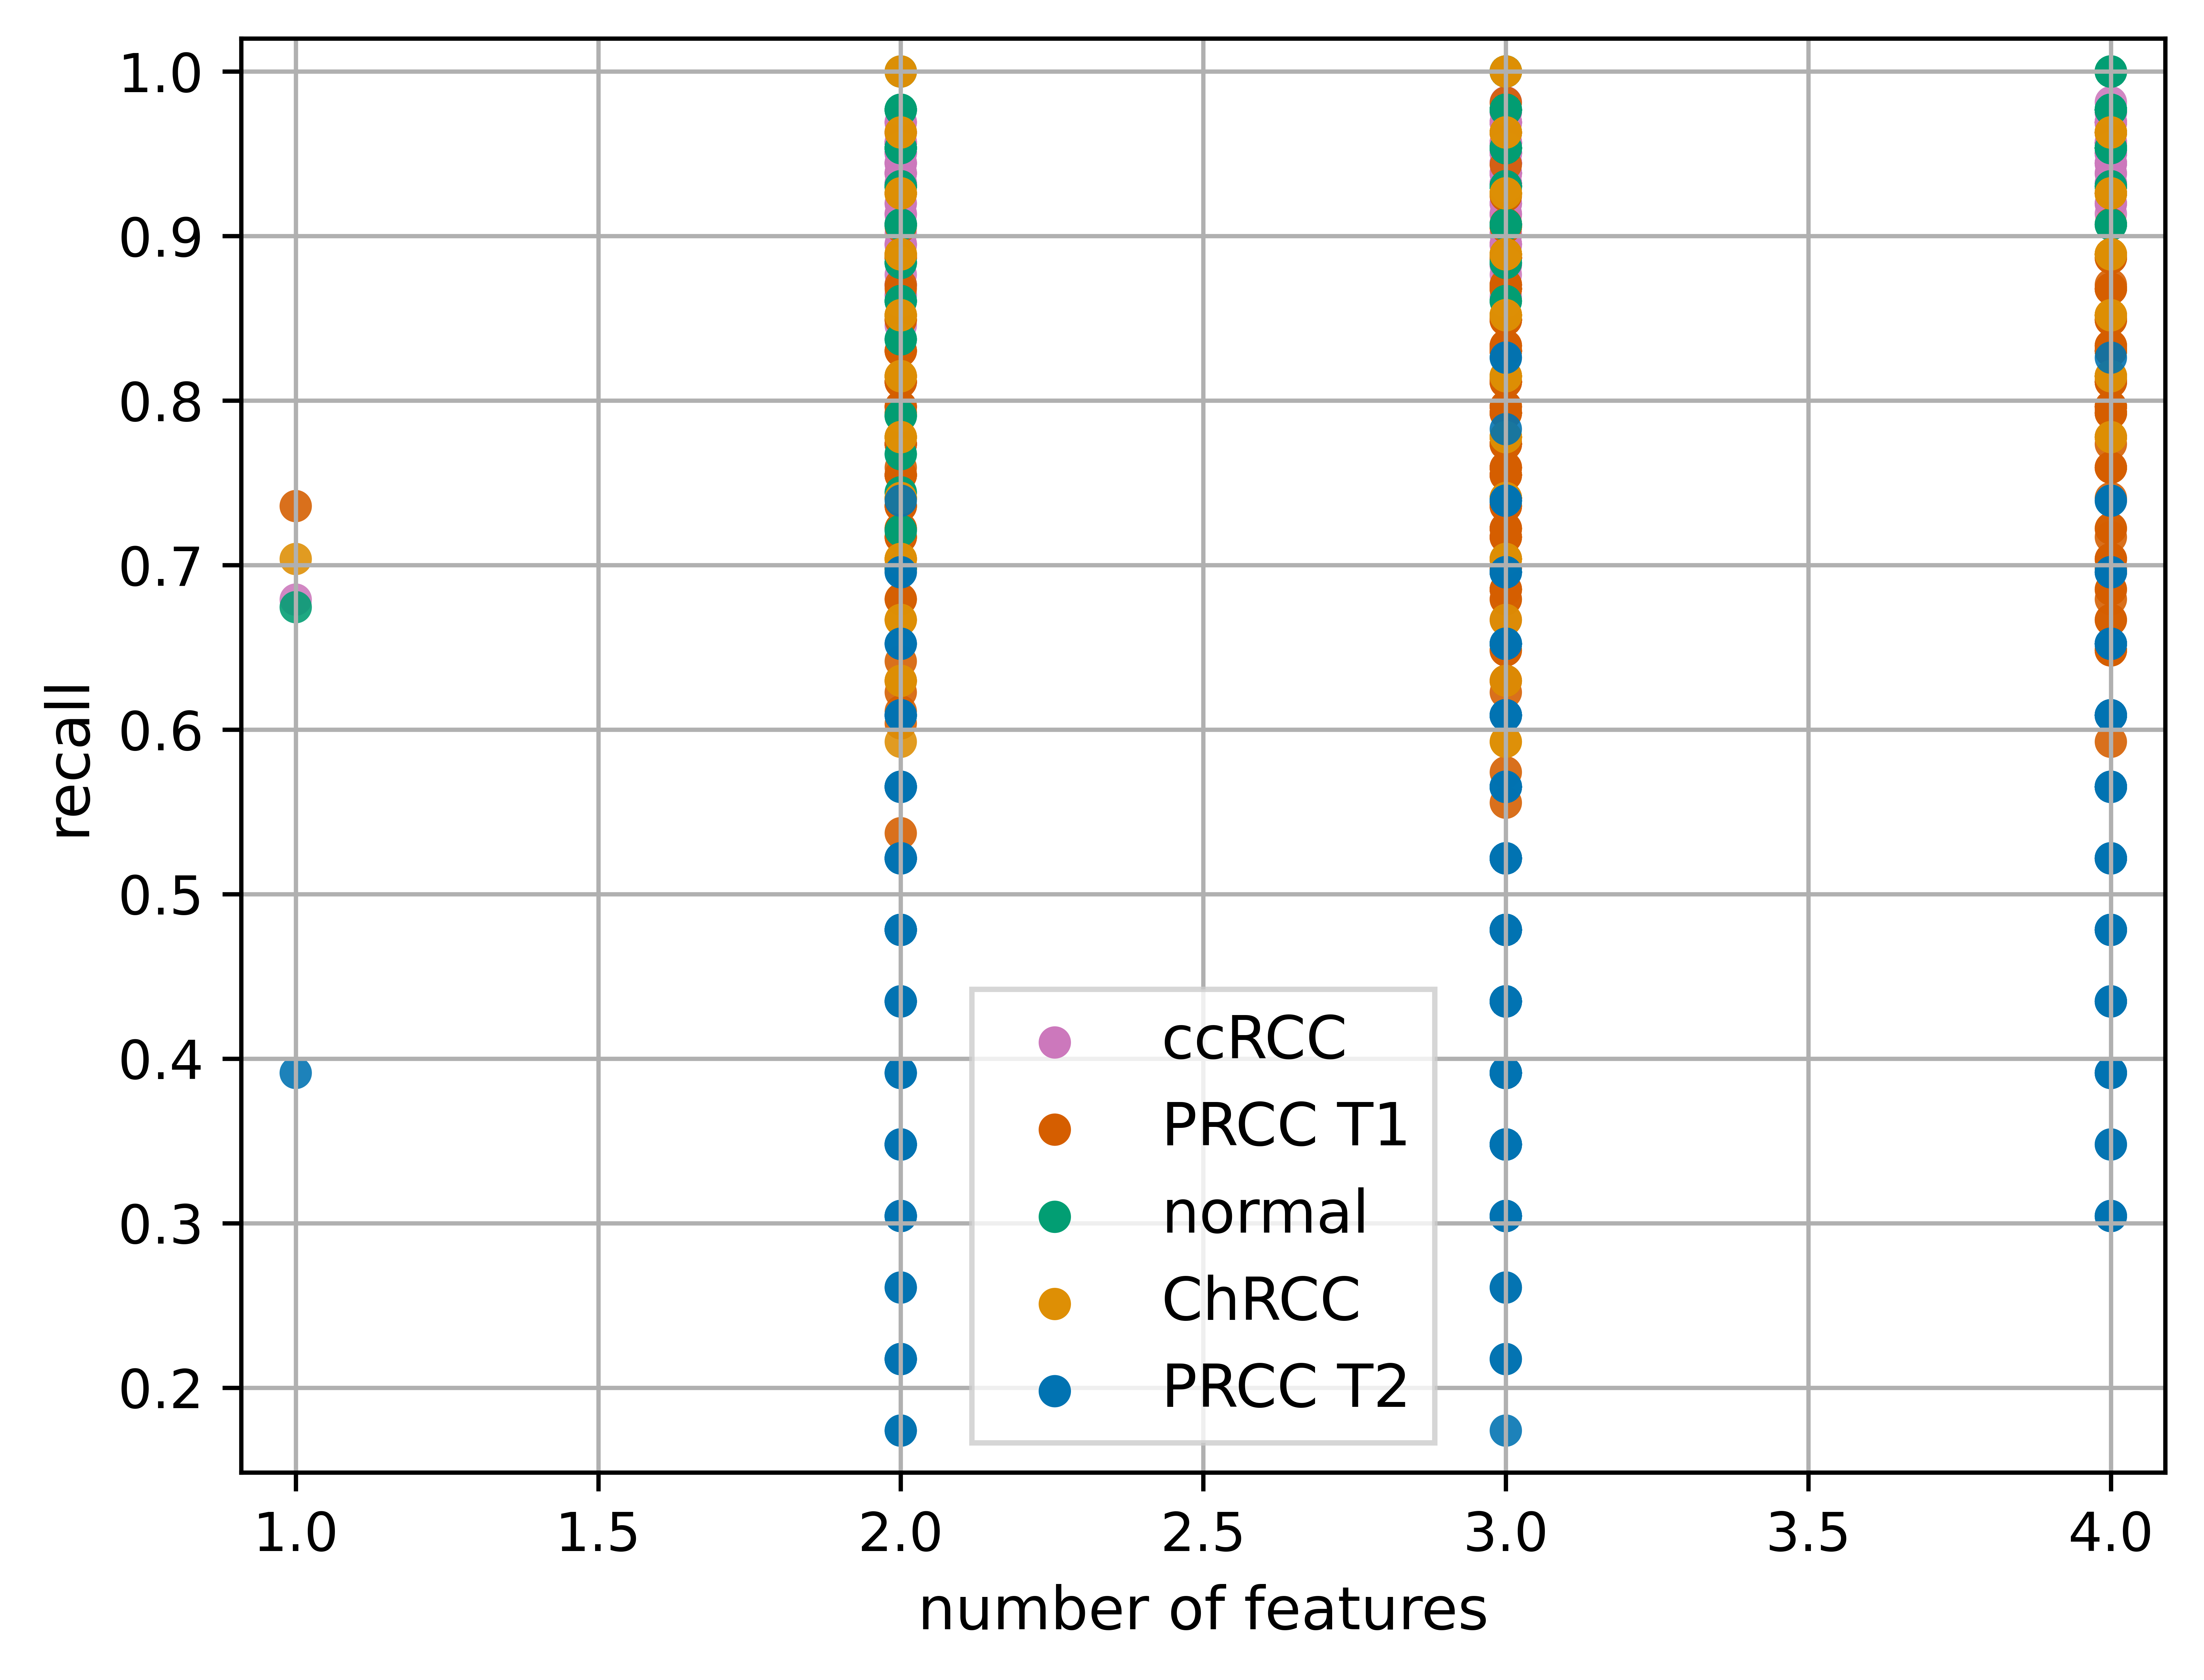 1.0
0.9
0.8
0.7
0.6
0.5
0.4
0.3
0.2
recall
ccRCC
PRCC T1
normal
ChRCC
PRCC T2
1.0 1.5 2.0 2.5 3.0 3.5 4.0
number of features